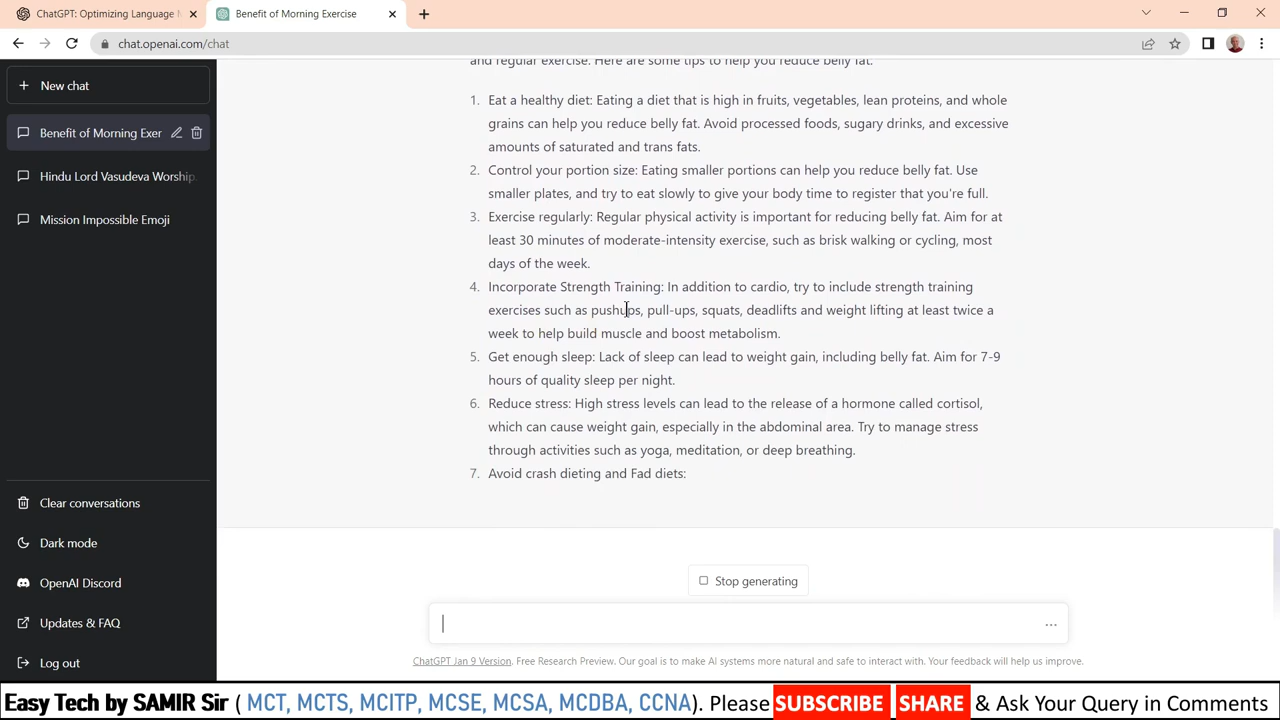 ChatGPT: Optimizing Language M
Benefit of Morning Exercise
chat.openai.com/chat
New chat
Benefit of Morning Exer
Hindu Lord Vasudeva Worship.
Mission Impossible Emoji
and regular exercise. Here are some tips to help you reduce belly fat.
1. Eat a healthy diet: Eating a diet that is high in fruits, vegetables, lean proteins, and whole
grains can help you reduce belly fat. Avoid processed foods, sugary drinks, and excessive
amounts of saturated and trans fats.
2. Control your portion size: Eating smaller portions can help you reduce belly fat. Use
smaller plates, and try to eat slowly to give your body time to register that you're full.
3. Exercise regularly: Regular physical activity is important for reducing belly fat. Aim for at
least 30 minutes of moderate-intensity exercise, such as brisk walking or cycling, most
days of the week.
4. Incorporate Strength Training: In addition to cardio, try to include strength training
exercises such as pushups, pull-ups, squats, deadlifts and weight lifting at least twice a
week to help build muscle and boost metabolism.
5. Get enough sleep: Lack of sleep can lead to weight gain, including belly fat. Aim for 7-9
hours of quality sleep per night.
6. Reduce stress: High stress levels can lead to the release of a hormone called cortisol,
which can cause weight gain, especially in the abdominal area. Try to manage stress
through activities such as yoga, meditation, or deep breathing.
7. Avoid crash dieting and Fad diets:
Clear conversations
Dark mode
OpenAI Discord
Updates & FAQ
Log out
Stop generating
ChatGPT Jan 9 Version. Free Research Preview. Our goal is to make AI systems more natural and safe to interact with. Your feedback will help us improve.
Easy Tech by SAMIR Sir ( MCT, MCTS, MCITP, MCSE, MCSA, MCDBA, CCNA). Please SUBSCRIBE SHARE & Ask Your Query in Comments